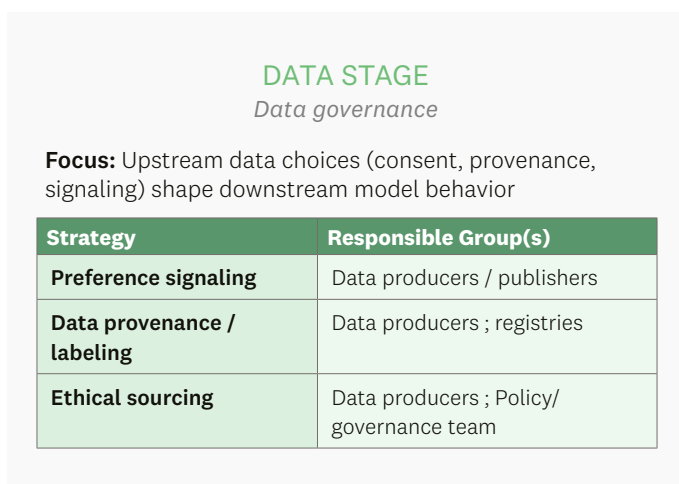 DATA STAGE
Data governance
Focus: Upstream data choices (consent, provenance,
signaling) shape downstream model behavior
Strategy Responsible Group(s)
Preference signaling Data producers / publishers
Data provenance / Data producers ; registries
labeling
Ethical sourcing Data producers ; Policy/
governance team